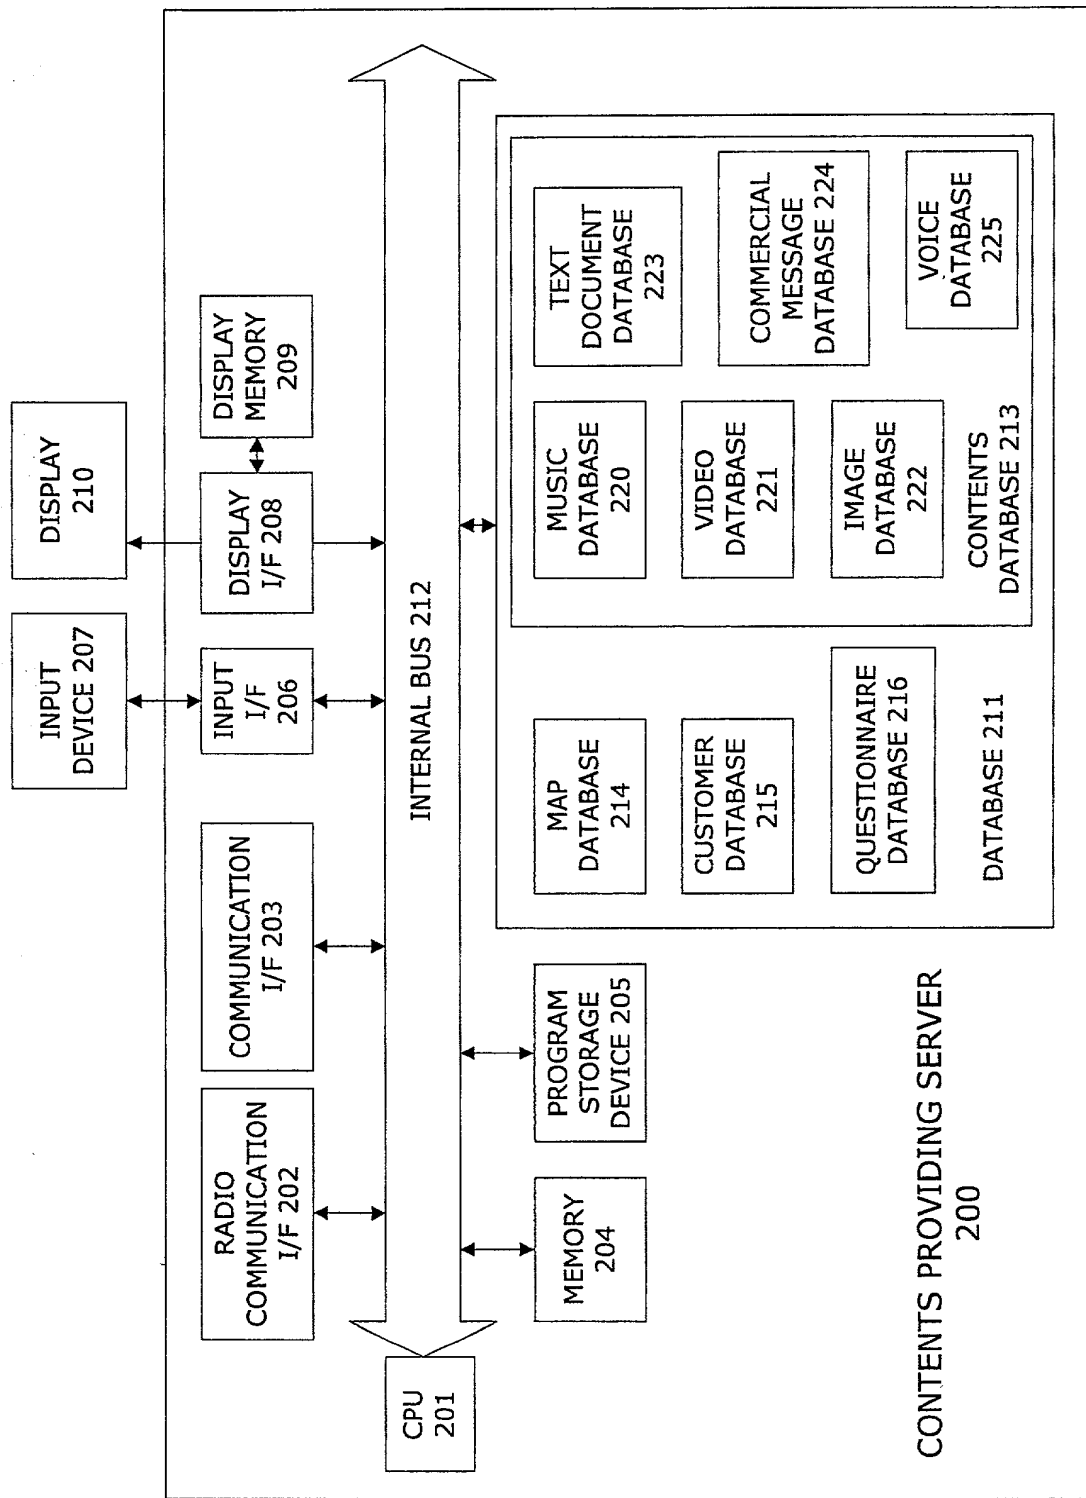 INPUT
DEVICE 207
DISPLAY
210
RADIO
COMMUNICATION
I/F 202
COMMUNICATION
I/F 203
INPUT
I/F
206
DISPLAY
I/F 208
DISPLAY
MEMORY
209
CPU
201
INTERNAL BUS 212
MEMORY
204
PROGRAM
STORAGE
DEVICE 205
MAP
DATABASE
214
CUSTOMER
DATABASE
215
QUESTIONNAIRE
DATABASE 216
DATABASE 211
MUSIC
DATABASE
220
VIDEO
DATABASE
221
IMAGE
DATABASE
222
TEXT
DOCUMENT
DATABASE
223
COMMERCIAL
MESSAGE
DATABASE 224
VOICE
DATABASE
225
CONTENTS
DATABASE 213
CONTENTS PROVIDING SERVER
200